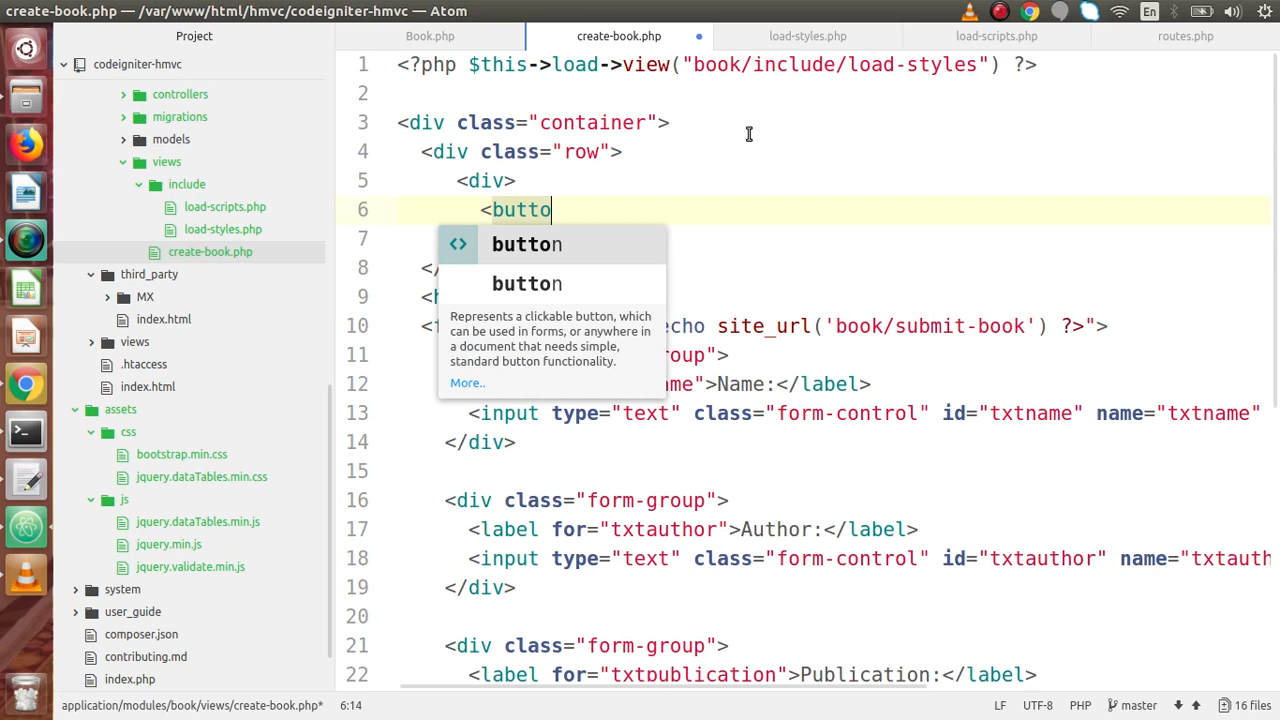 create-book.php — /var/www/html/hmvc/codeigniter-hmvc — Atom
En
Project
Book.php
create-book.php
load-styles.php
load-scripts.php
routes.php
codeigniter-hmvc
controllers
migrations
models
views
include
load-scripts.php
load-styles.php
create-book.php
third_party
MX
index.html
views
.htaccess
index.html
assets
css
bootstrap.min.css
jquery.dataTables.min.css
js
jquery.dataTables.min.js
jquery.min.js
jquery.validate.min.js
system
user_guide
composer.json
contributing.md
index.php
1 <?php $this->load->view("book/include/load-styles") ?>
2
3 <div class="container">
4 <div class="row">
5 <div>
6 <butto
7
8 </
9 <h
10 <f echo site_url('book/submit-book') ?>">
11 roup">
12 me">Name:</label>
13 <input type="text" class="form-control" id="txtname" name="txtname"
14 </div>
15
16 <div class="form-group">
17 <label for="txtauthor">Author:</label>
18 <input type="text" class="form-control" id="txtauthor" name="txtauth
19 </div>
20
21 <div class="form-group">
22 <label for="txtpublication">Publication:</label>
<> button
button
Represents a clickable button, which
can be used in forms, or anywhere in
a document that needs simple,
standard button functionality.
More..
application/modules/book/views/create-book.php* 6:14
LF UTF-8 PHP master 16 files